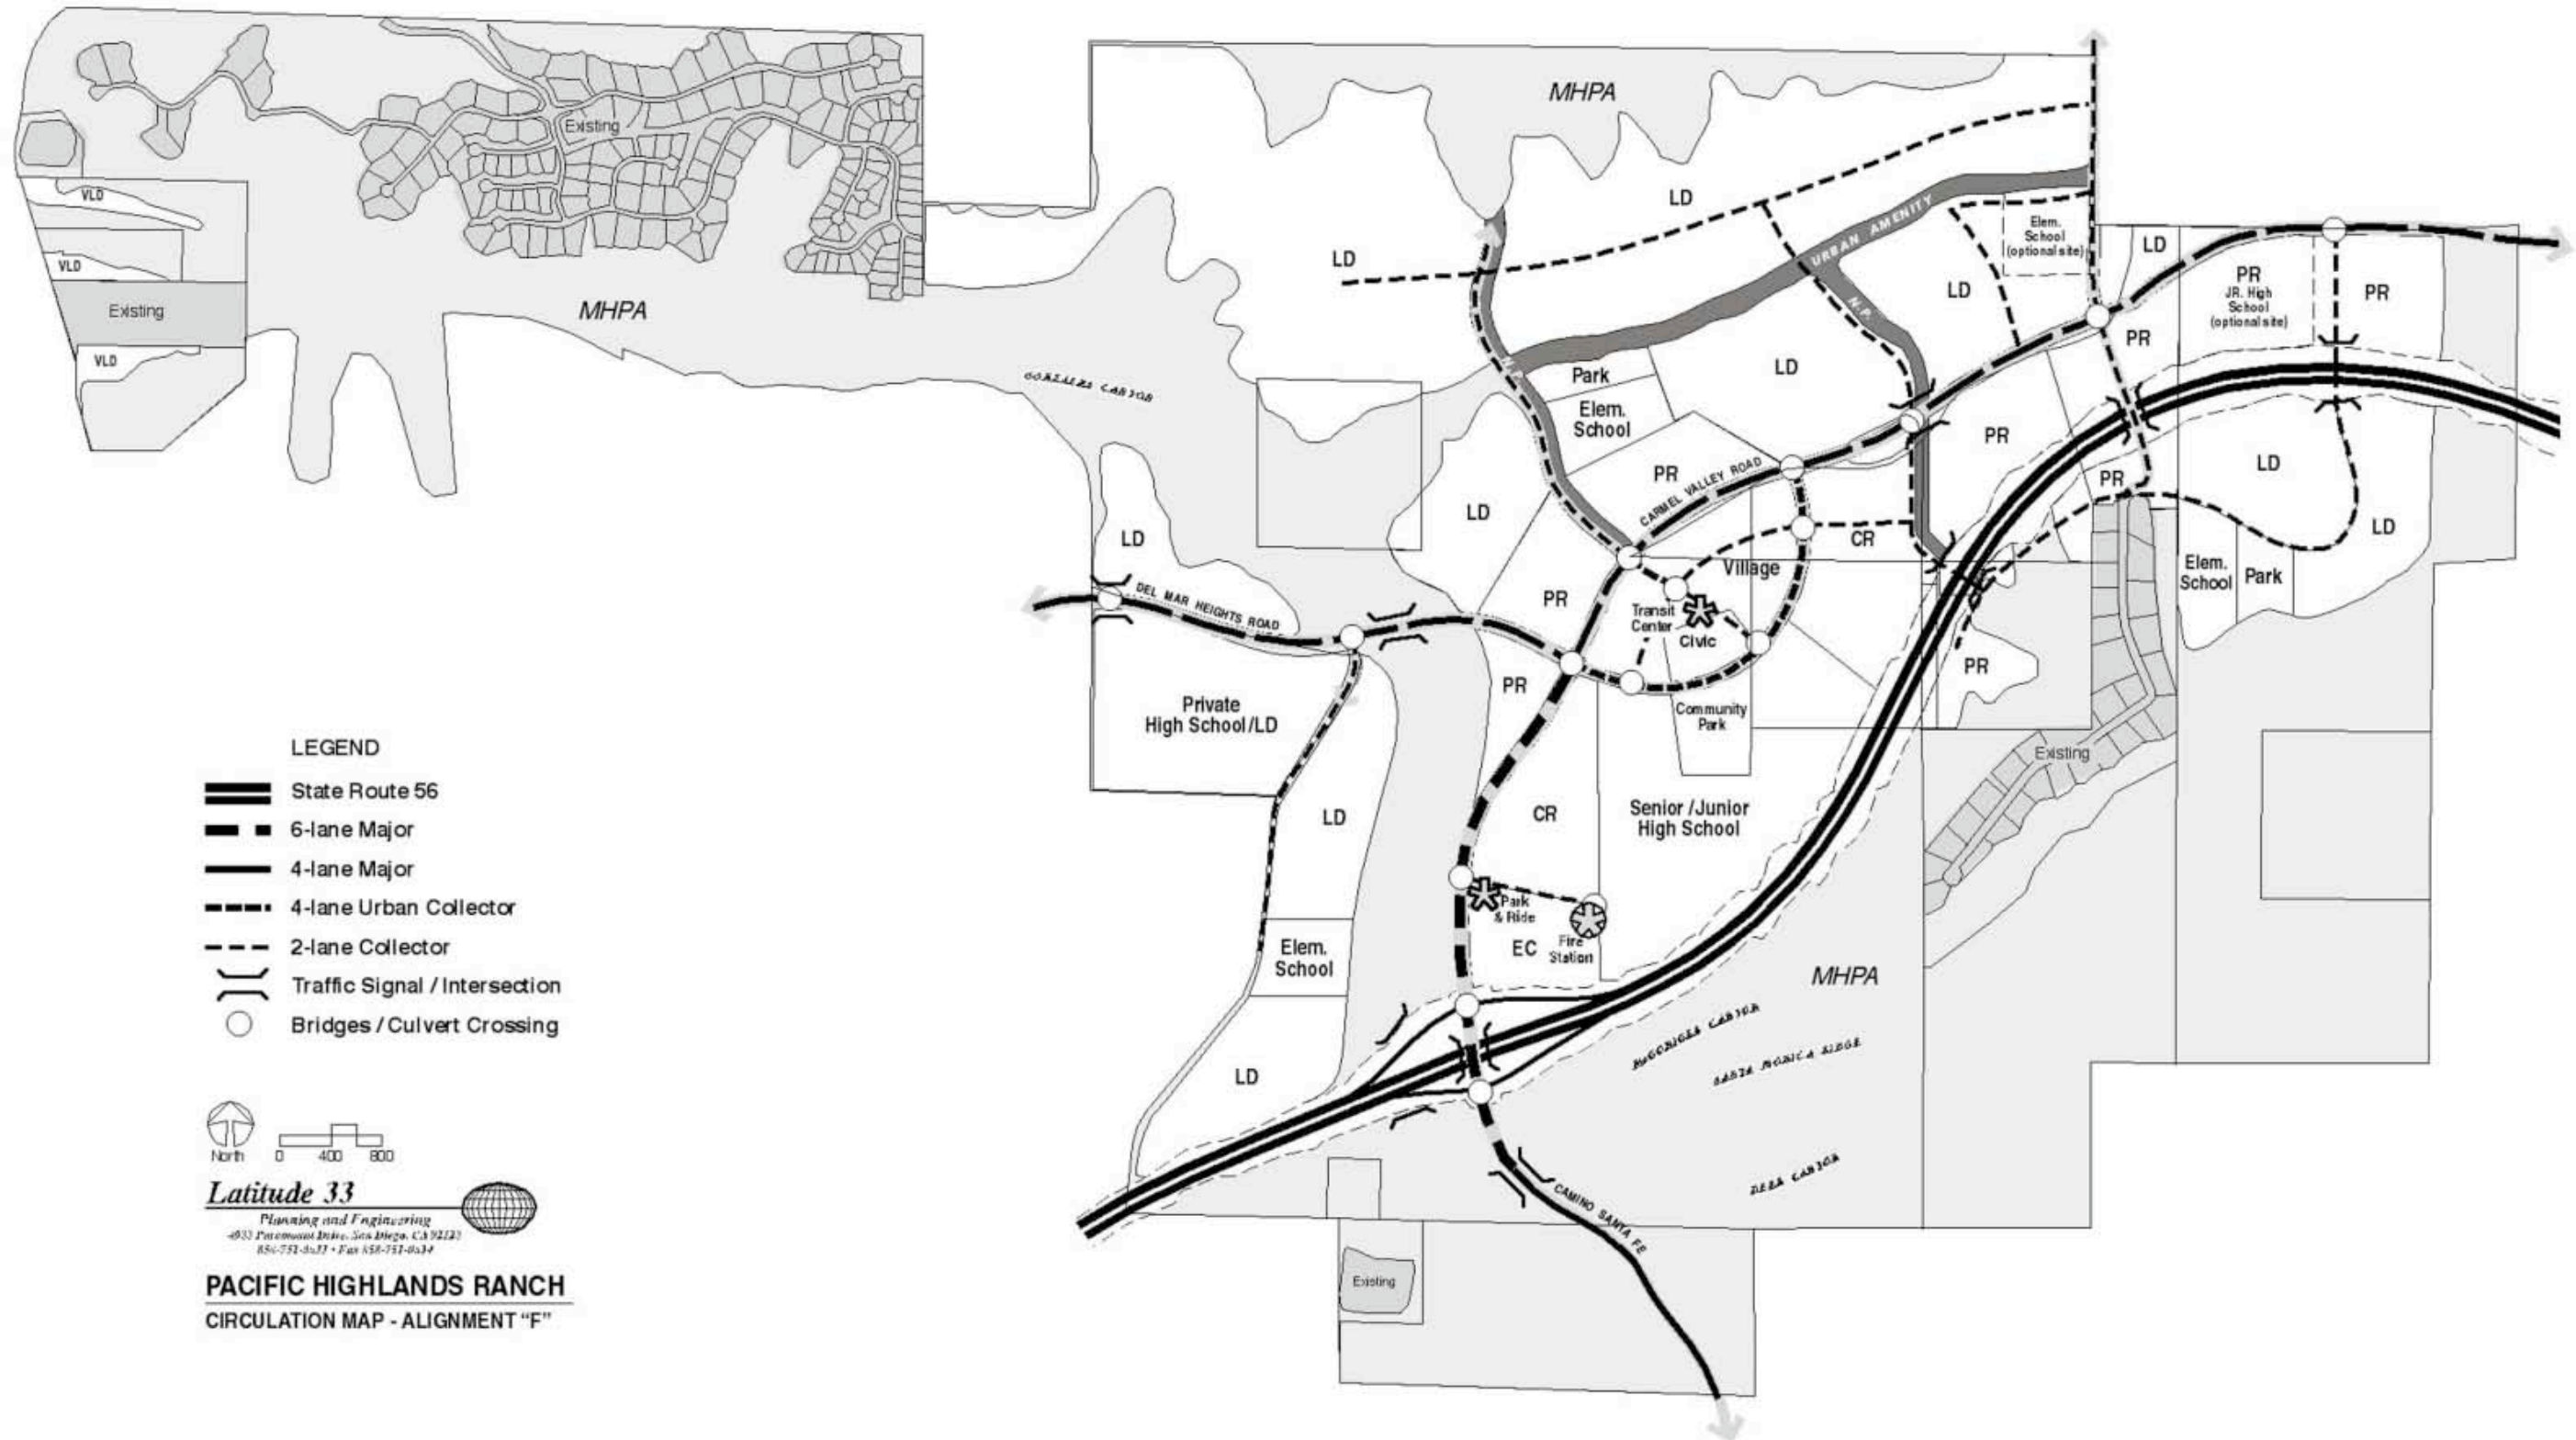 MHPA
Existing
VLD
VLD
Existing
VLD
MHPA
LD
LD
URBAN AMENITY
Elem.
School
(optional site)
LD
PR
JR. High
School
(optional site)
PR
LD
N.P.
PR
LD
Park
Elem.
School
PR
LD
PR
CARMEL VALLEY ROAD
PR
LD
LD
LD
CR
Village
LD
Elem.
School
Park
DEL MAR HEIGHTS ROAD
PR
Transit
Center
Civic
PR
PR
Community
Park
Private
High School/LD
Existing
LD
CR
Senior/Junior
High School
Park
& Ride
EC
Fire
Station
Elem.
School
MHPA
LD
CAMINO SANTA FE
Existing
LEGEND
State Route 56
6-lane Major
4-lane Major
4-lane Urban Collector
2-lane Collector
Traffic Signal / Intersection
Bridges / Culvert Crossing
North 0 400 800
Latitude 33
Planning and Engineering
PACIFIC HIGHLANDS RANCH
CIRCULATION MAP - ALIGNMENT “F”